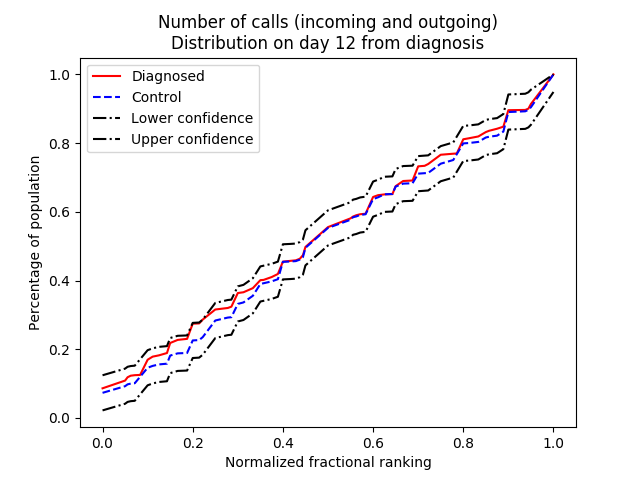 Number of calls (incoming and outgoing)
Distribution on day 12 from diagnosis
Diagnosed
Control
Lower confidence
Upper confidence
Percentage of population
1.0
0.8
0.6
0.4
0.2
0.0
0.0 0.2 0.4 0.6 0.8 1.0
Normalized fractional ranking